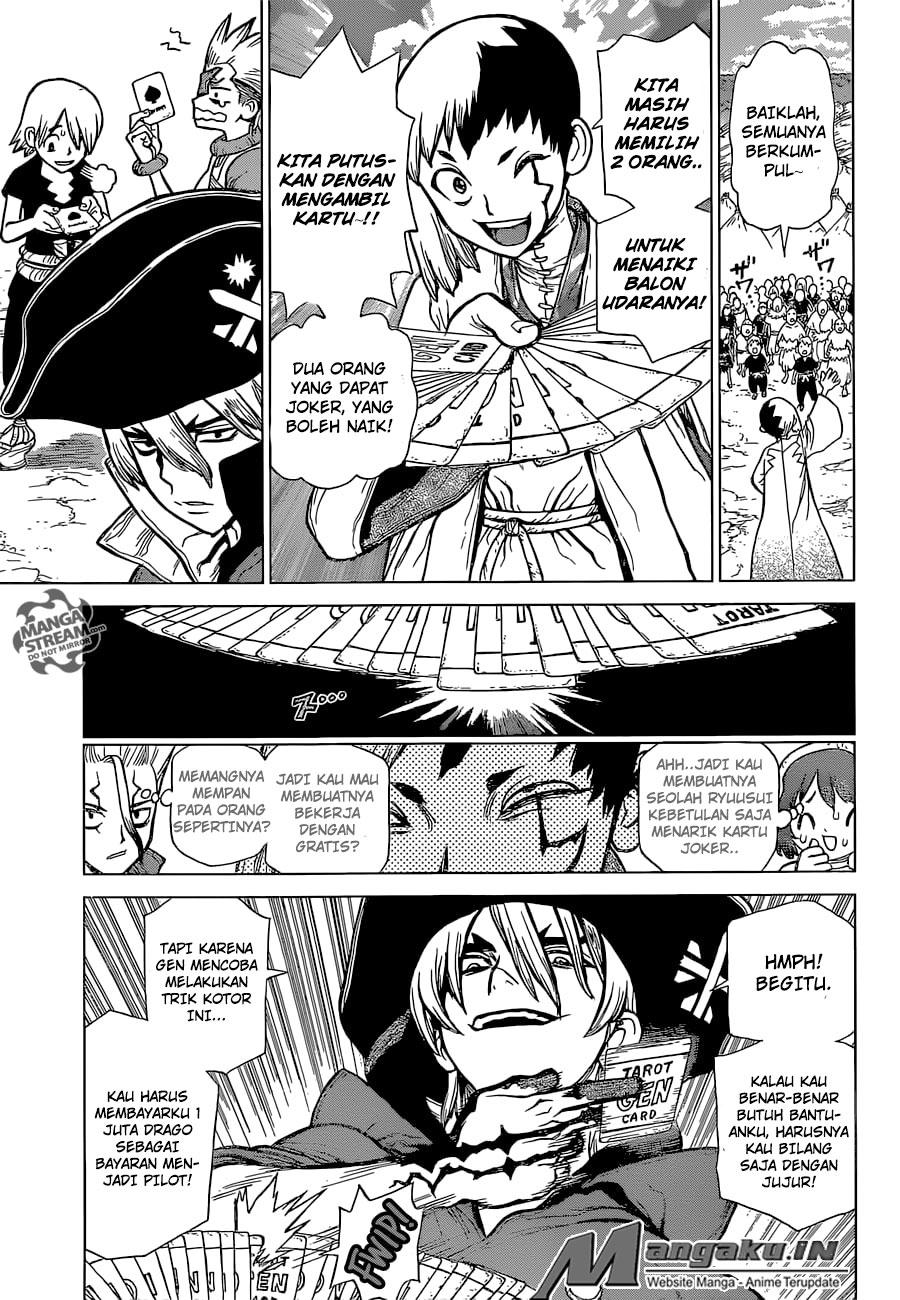 BAIKLAH,
SEMUANYA
BERKUM-
PUL~
ザ
ザ
ワ
KITA
MASIH
HARUS
MEMILIH
2 ORANG..
UNTUK
MENAIKI
BALON
UDARANYA!
KITA PUTUS-
KAN DENGAN
MENGAMBIL
KARTU~!!
DUA ORANG
YANG DAPAT
JOKER, YANG
BOLEH NAIK!
MANGA
STREAM.com
DO NOT MIRROR
TAROT
AHH..JADI KAU
MEMBUATNYA
SEOLAH RYUUSUI
KEBETULAN SAJA
MENARIK KARTU
JOKER..
JADI KAU MAU
MEMBUATNYA
BEKERJA
DENGAN
GRATIS?
MEMANGNYA
MEMPAN
PADA ORANG
SEPERTINYA?
HMPH!
BEGITU.
KALAU KAU
BENAR-BENAR
BUTUH BANTU-
ANKU, HARUSNYA
KAU BILANG
SAJA DENGAN
JUJUR!
TAPI KARENA
GEN MENCOBA
MELAKUKAN
TRIK KOTOR
INI...
KAU HARUS
MEMBAYARKU 1
JUTA DRAGO
SEBAGAI
BAYARAN MEN-
JADI PILOT!
TAROT
GEN
CARD
FWIP!
Mangaku.IN
Website Manga - Anime Terupdate